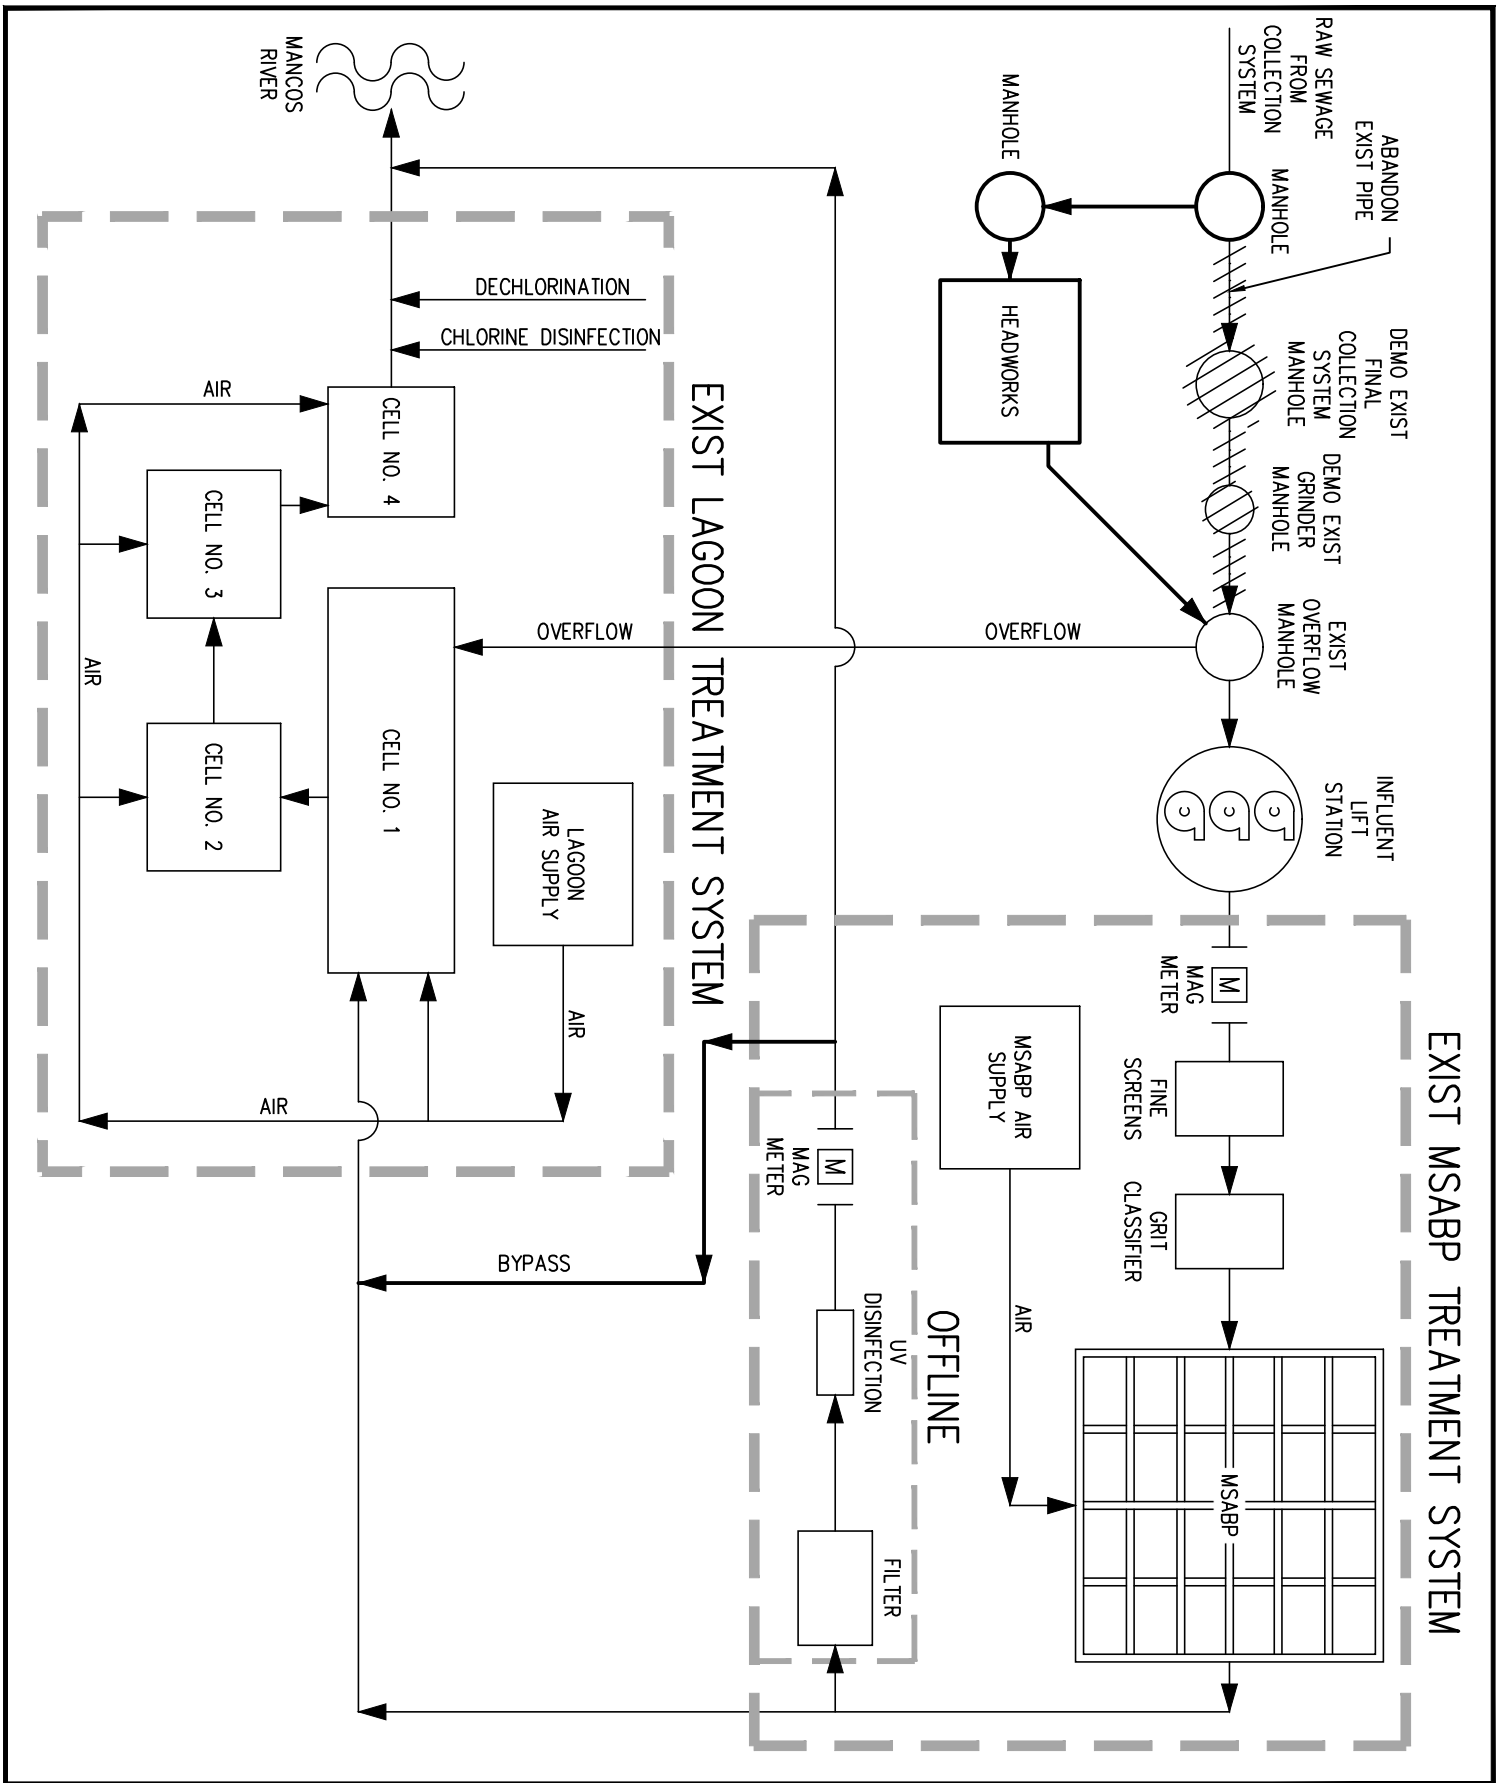 EXIST MSABP TREATMENT SYSTEM
RAW SEWAGE
FROM
COLLECTION
SYSTEM
ABANDON
EXIST PIPE
MANHOLE
DEMO EXIST
FINAL
COLLECTION
SYSTEM
MANHOLE
DEMO EXIST
GRINDER
MANHOLE
EXIST
OVERFLOW
MANHOLE
INFLUENT
LIFT
STATION
M
MAG
METER
FINE
SCREENS
GRIT
CLASSIFIER
MSABP
MANHOLE
HEADWORKS
MSABP AIR
SUPPLY
AIR
OVERFLOW
OFFLINE
M
MAG
METER
UV
DISINFECTION
FILTER
EXIST LAGOON TREATMENT SYSTEM
BYPASS
OVERFLOW
DECHLORINATION
CHLORINE DISINFECTION
LAGOON
AIR SUPPLY
AIR
MANCOS
RIVER
CELL NO. 4
CELL NO. 1
AIR
CELL NO. 3
CELL NO. 2
AIR
AIR